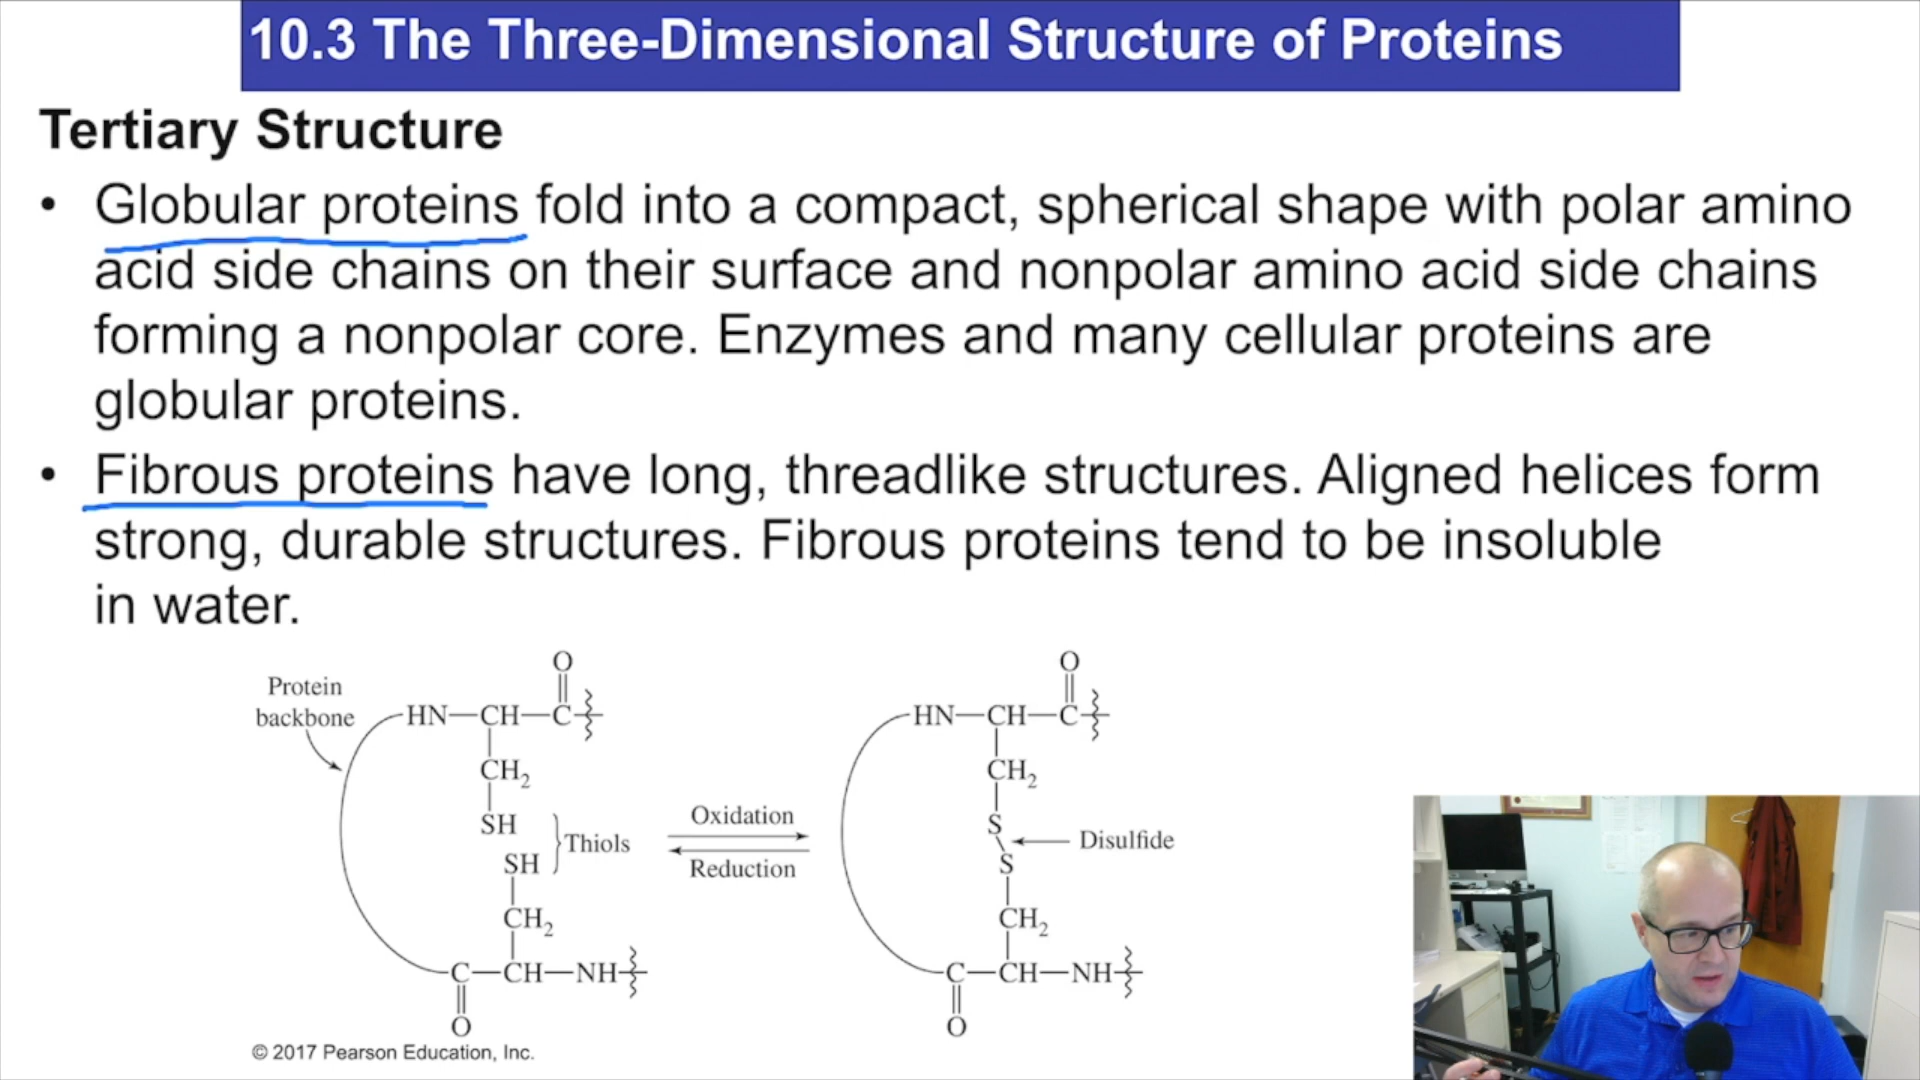 10.3 The Three-Dimensional Structure of Proteins
Tertiary Structure
• Globular proteins fold into a compact, spherical shape with polar amino
acid side chains on their surface and nonpolar amino acid side chains
forming a nonpolar core. Enzymes and many cellular proteins are
globular proteins.
• Fibrous proteins have long, threadlike structures. Aligned helices form
strong, durable structures. Fibrous proteins tend to be insoluble
in water.
Protein
backbone
O
HN—CH—C
CH₂
SH
SH
Thiols
CH₂
C—CH—NH
O
Oxidation
Reduction
O
HN—CH—C
CH₂
S
S
Disulfide
CH₂
C—CH—NH
O
© 2017 Pearson Education, Inc.